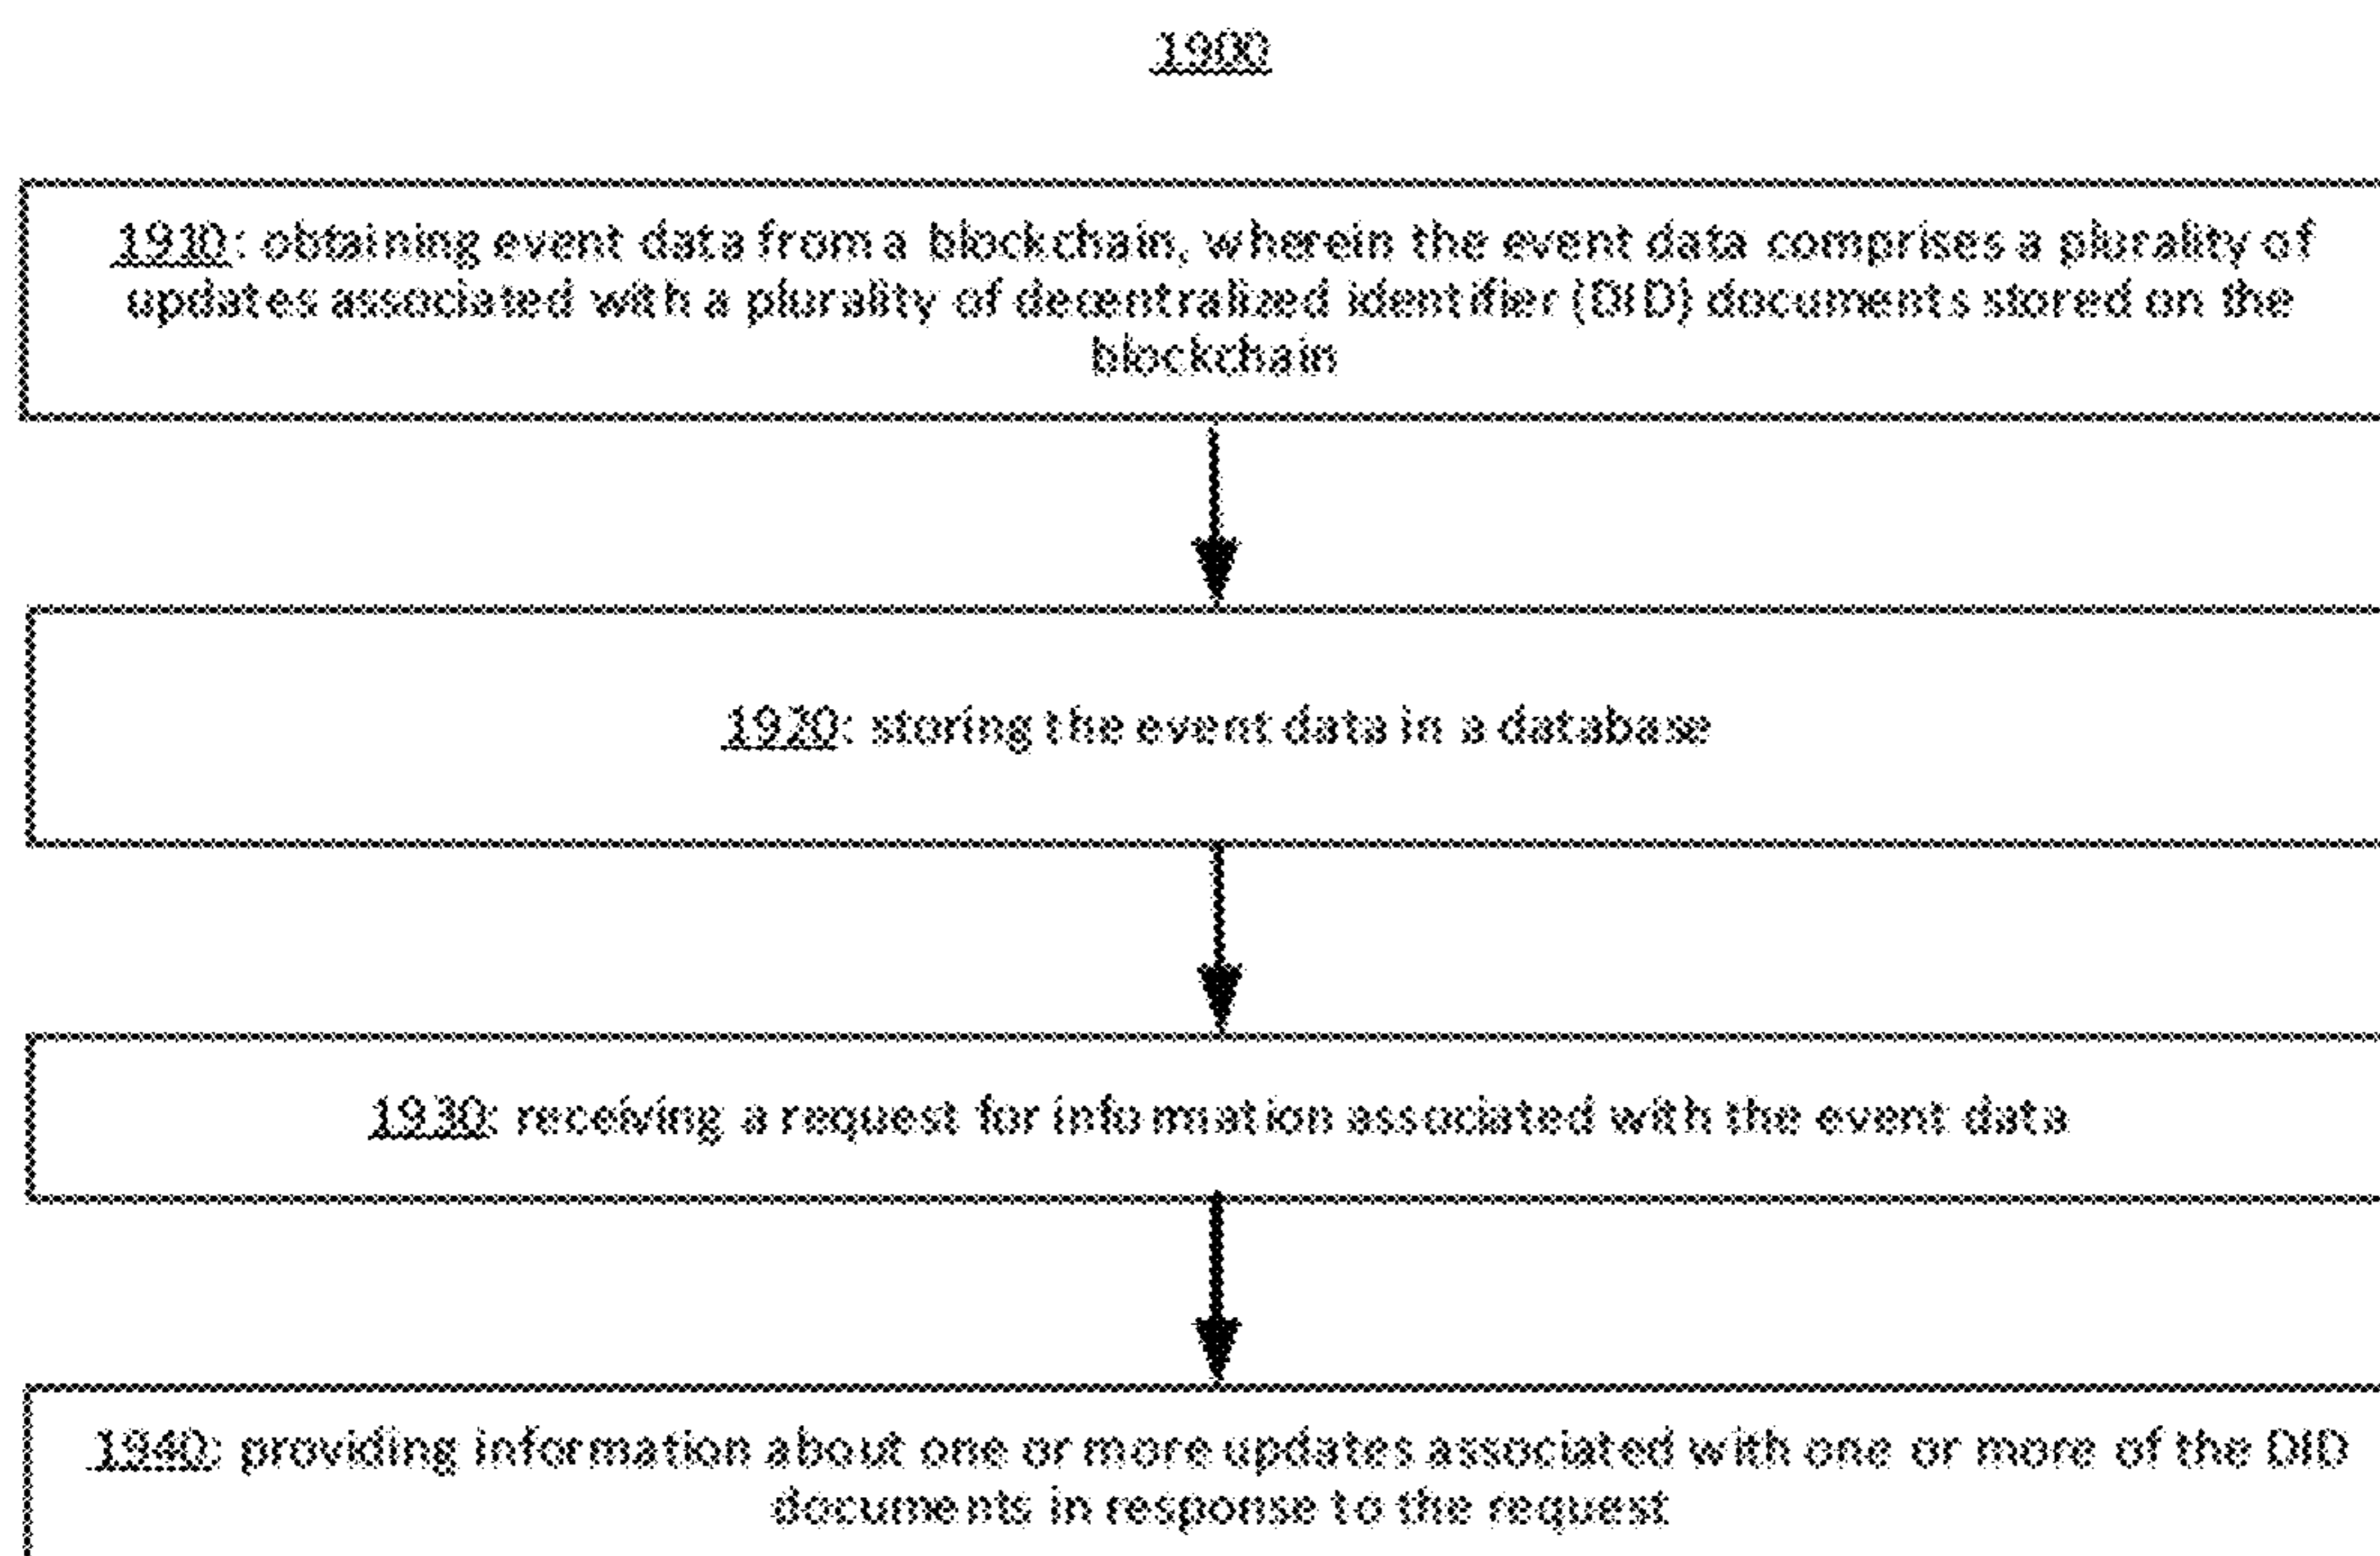 1900
1910: obtaining event data from a blockchain, wherein the event data comprises a plurality of
updates associated with a plurality of decentralized identifier (DID) documents stored on the
blockchain
1920: storing the event data in a database
1930: receiving a request for information associated with the event data
1940: providing information about one or more updates associated with one or more of the DID
documents in response to the request